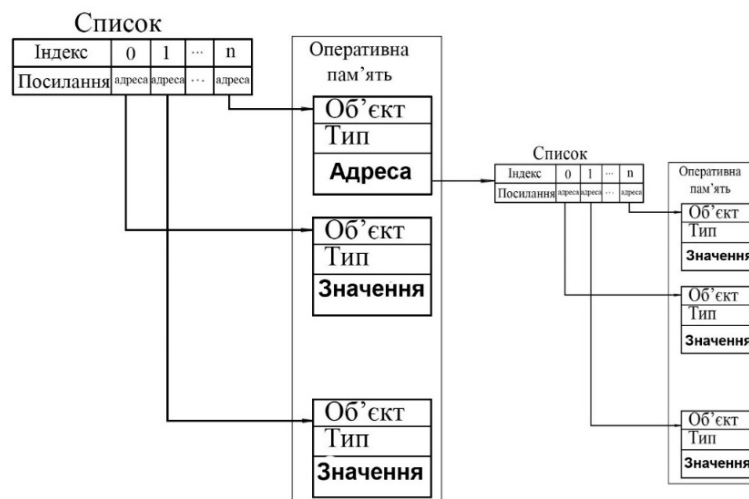 Список
Індекс 0 1 ... n
Посилання адреса адреса ... адреса
Оперативна
пам’ять
Об’єкт
Тип
Адреса
Об’єкт
Тип
Значення
Об’єкт
Тип
Значення
Список
Індекс 0 1 ... n
Посилання адреса адреса ... адреса
Оперативна
пам’ять
Об’єкт
Тип
Значення
Об’єкт
Тип
Значення
Об’єкт
Тип
Значення